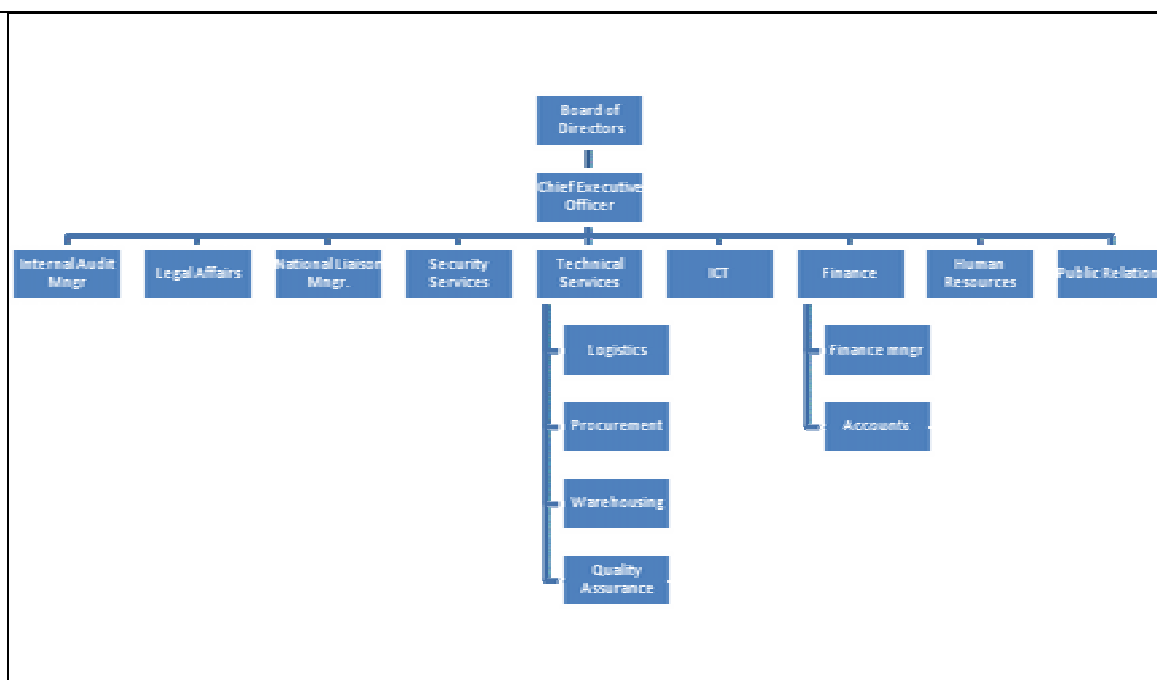 Board of
Directors
Chief Executive
Officer
Internal Audit
Mngr
Legal Affairs
National Liaison
Mngr.
Security
Services
Technical
Services
ICT
Finance
Human
Resources
Public Relation
Logistics
Finance mngr
Procurement
Accounts
Warehousing
Quality
Assurance